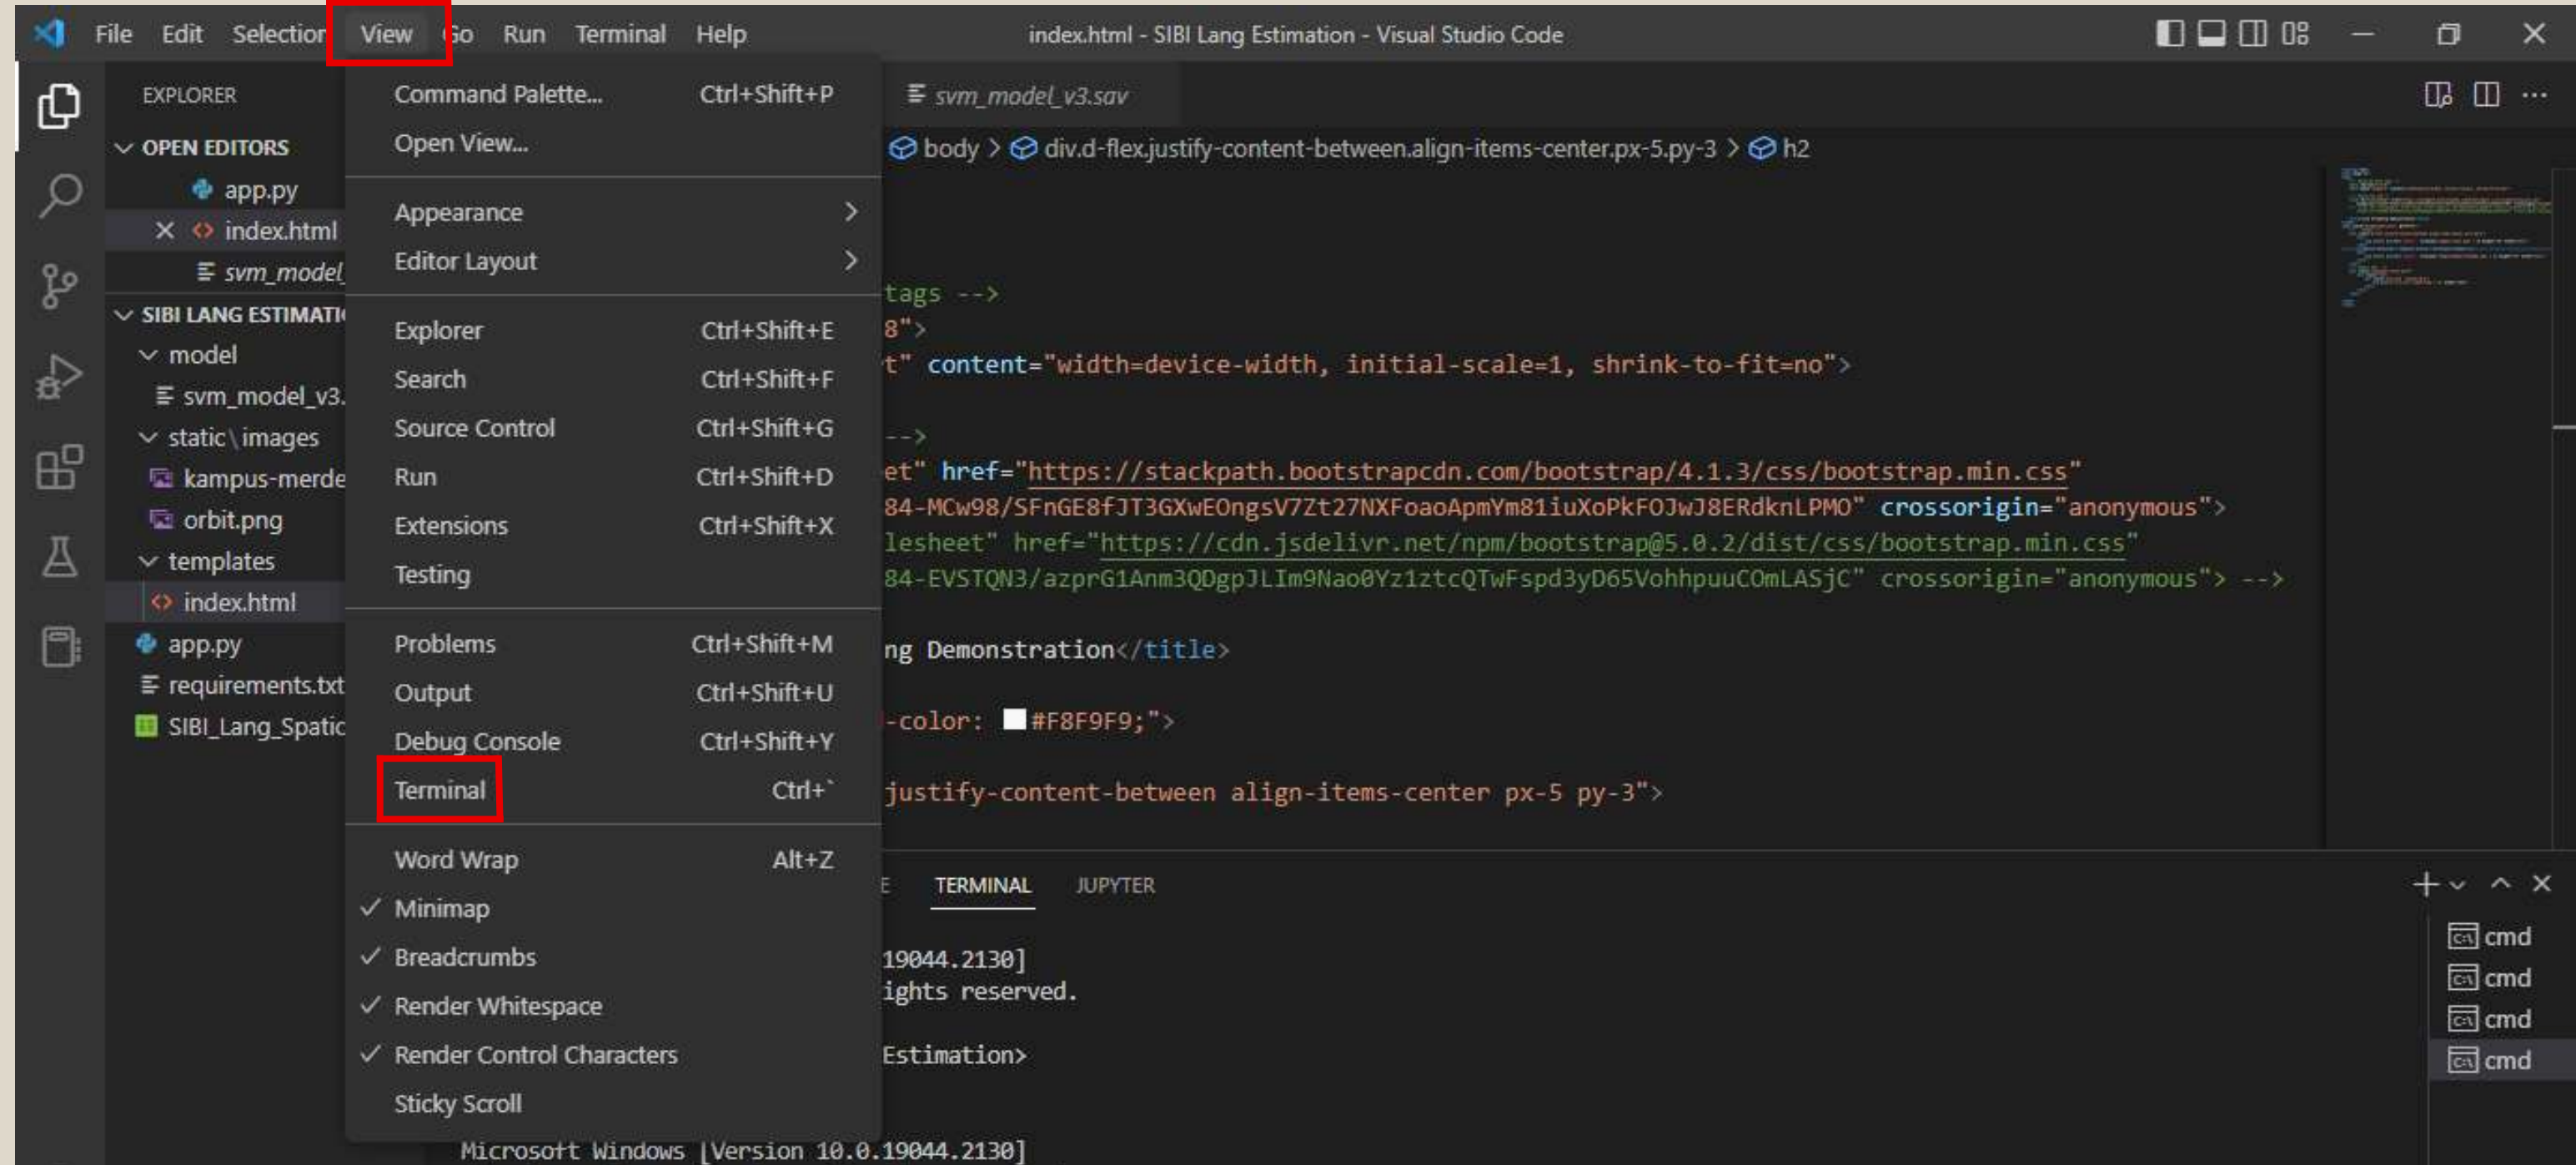 File Edit Selection View Go Run Terminal Help
index.html - SIBI Lang Estimation - Visual Studio Code
EXPLORER
OPEN EDITORS
app.py
index.html
svm_model_
SIBI LANG ESTIMATI
model
svm_model_v3.
static\images
kampus-merde
orbit.png
templates
index.html
app.py
requirements.txt
SIBI_Lang_Spatic
Command Palette... Ctrl+Shift+P
Open View...
Appearance
Editor Layout
Explorer Ctrl+Shift+E
Search Ctrl+Shift+F
Source Control Ctrl+Shift+G
Run Ctrl+Shift+D
Extensions Ctrl+Shift+X
Testing
Problems Ctrl+Shift+M
Output Ctrl+Shift+U
Debug Console Ctrl+Shift+Y
Terminal Ctrl+`
Word Wrap Alt+Z
Minimap
Breadcrumbs
Render Whitespace
Render Control Characters
Sticky Scroll
svm_model_v3.sav
body > div.d-flex.justify-content-between.align-items-center.px-5.py-3 > h2
tags -->
8">
t" content="width=device-width, initial-scale=1, shrink-to-fit=no">
-->
et" href="https://stackpath.bootstrapcdn.com/bootstrap/4.1.3/css/bootstrap.min.css"
84-MCw98/SFnGE8fJT3GXwEOngsV7Zt27NXFoaoApmYm81iuXoPkFOJwJ8ERdknLPMO" crossorigin="anonymous">
lesheet" href="https://cdn.jsdelivr.net/npm/bootstrap@5.0.2/dist/css/bootstrap.min.css"
84-EVSTQN3/azprG1Anm3QDgpJLIm9Nao0Yz1ztcQTwFspd3yD65VohhpuuCOmLASjC" crossorigin="anonymous"> -->
ng Demonstration</title>
-color: #F8F9F9;">
justify-content-between align-items-center px-5 py-3">
E TERMINAL JUPYTER
19044.2130]
ights reserved.
Estimation>
Microsoft Windows [Version 10.0.19044.2130]
cmd
cmd
cmd
cmd